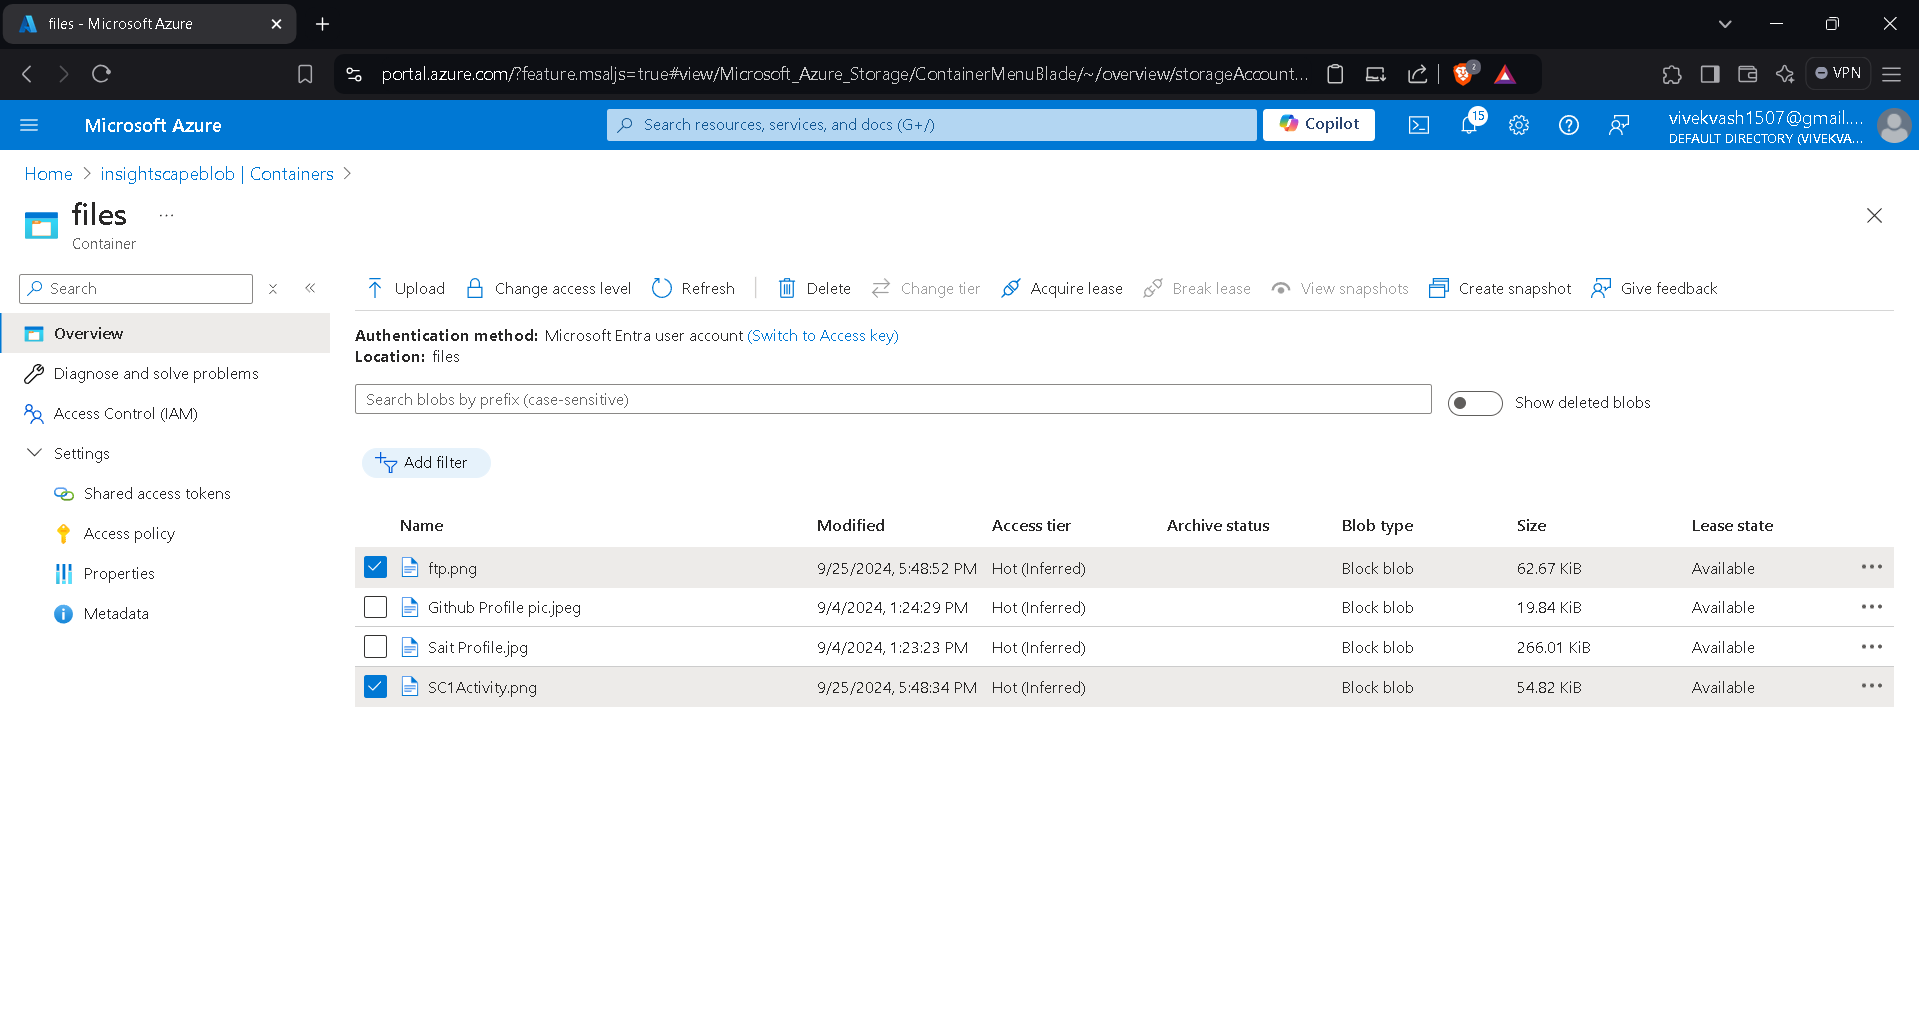 files - Microsoft Azure
portal.azure.com/?feature.msaljs=true#view/Microsoft_Azure_Storage/ContainerMenuBlade/~/overview/storageAccount...
2
VPN
Microsoft Azure
Search resources, services, and docs (G+/)
Copilot
15
vivekvash1507@gmail....
DEFAULT DIRECTORY (VIVEKVA...
Home > insightscapeblob | Containers >
files ...
Container
Search
Upload Change access level Refresh Delete Change tier Acquire lease Break lease View snapshots Create snapshot Give feedback
Overview
Diagnose and solve problems
Access Control (IAM)
Settings
Shared access tokens
Access policy
Properties
Metadata
Authentication method: Microsoft Entra user account (Switch to Access key)
Location: files
Search blobs by prefix (case-sensitive)
Show deleted blobs
Add filter
Name Modified Access tier Archive status Blob type Size Lease state
ftp.png 9/25/2024, 5:48:52 PM Hot (Inferred) Block blob 62.67 KiB Available
Github Profile pic.jpeg 9/4/2024, 1:24:29 PM Hot (Inferred) Block blob 19.84 KiB Available
Sait Profile.jpg 9/4/2024, 1:23:23 PM Hot (Inferred) Block blob 266.01 KiB Available
SC1Activity.png 9/25/2024, 5:48:34 PM Hot (Inferred) Block blob 54.82 KiB Available